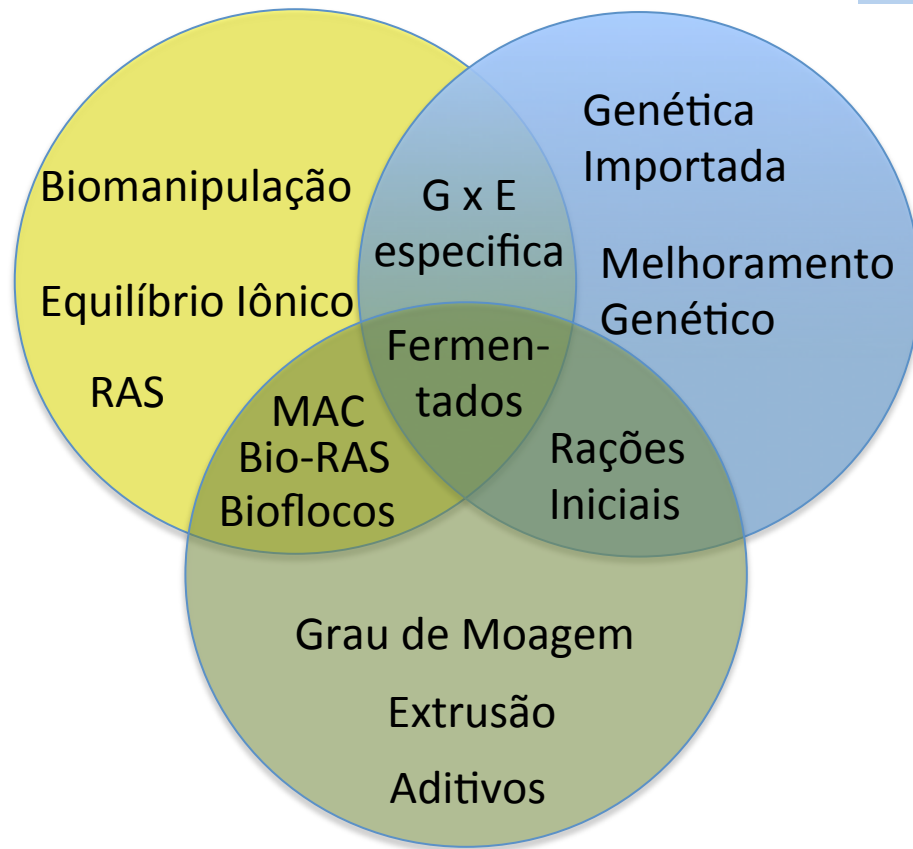 Genética
Importada
Biomanipulação
G x E
especifica
Melhoramento
Genético
Equilíbrio Iônico
Fermen-
tados
RAS
MAC
Bio-RAS
Bioflocos
Rações
Iniciais
Grau de Moagem
Extrusão
Aditivos